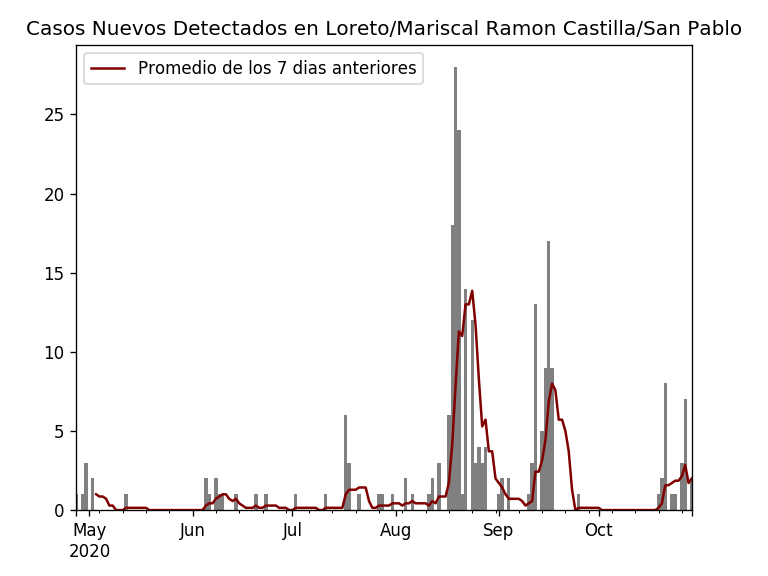 Casos Nuevos Detectados en Loreto/Mariscal Ramon Castilla/San Pablo
Promedio de los 7 dias anteriores
25
20
15
10
5
0
May Jun Jul Aug Sep Oct
2020